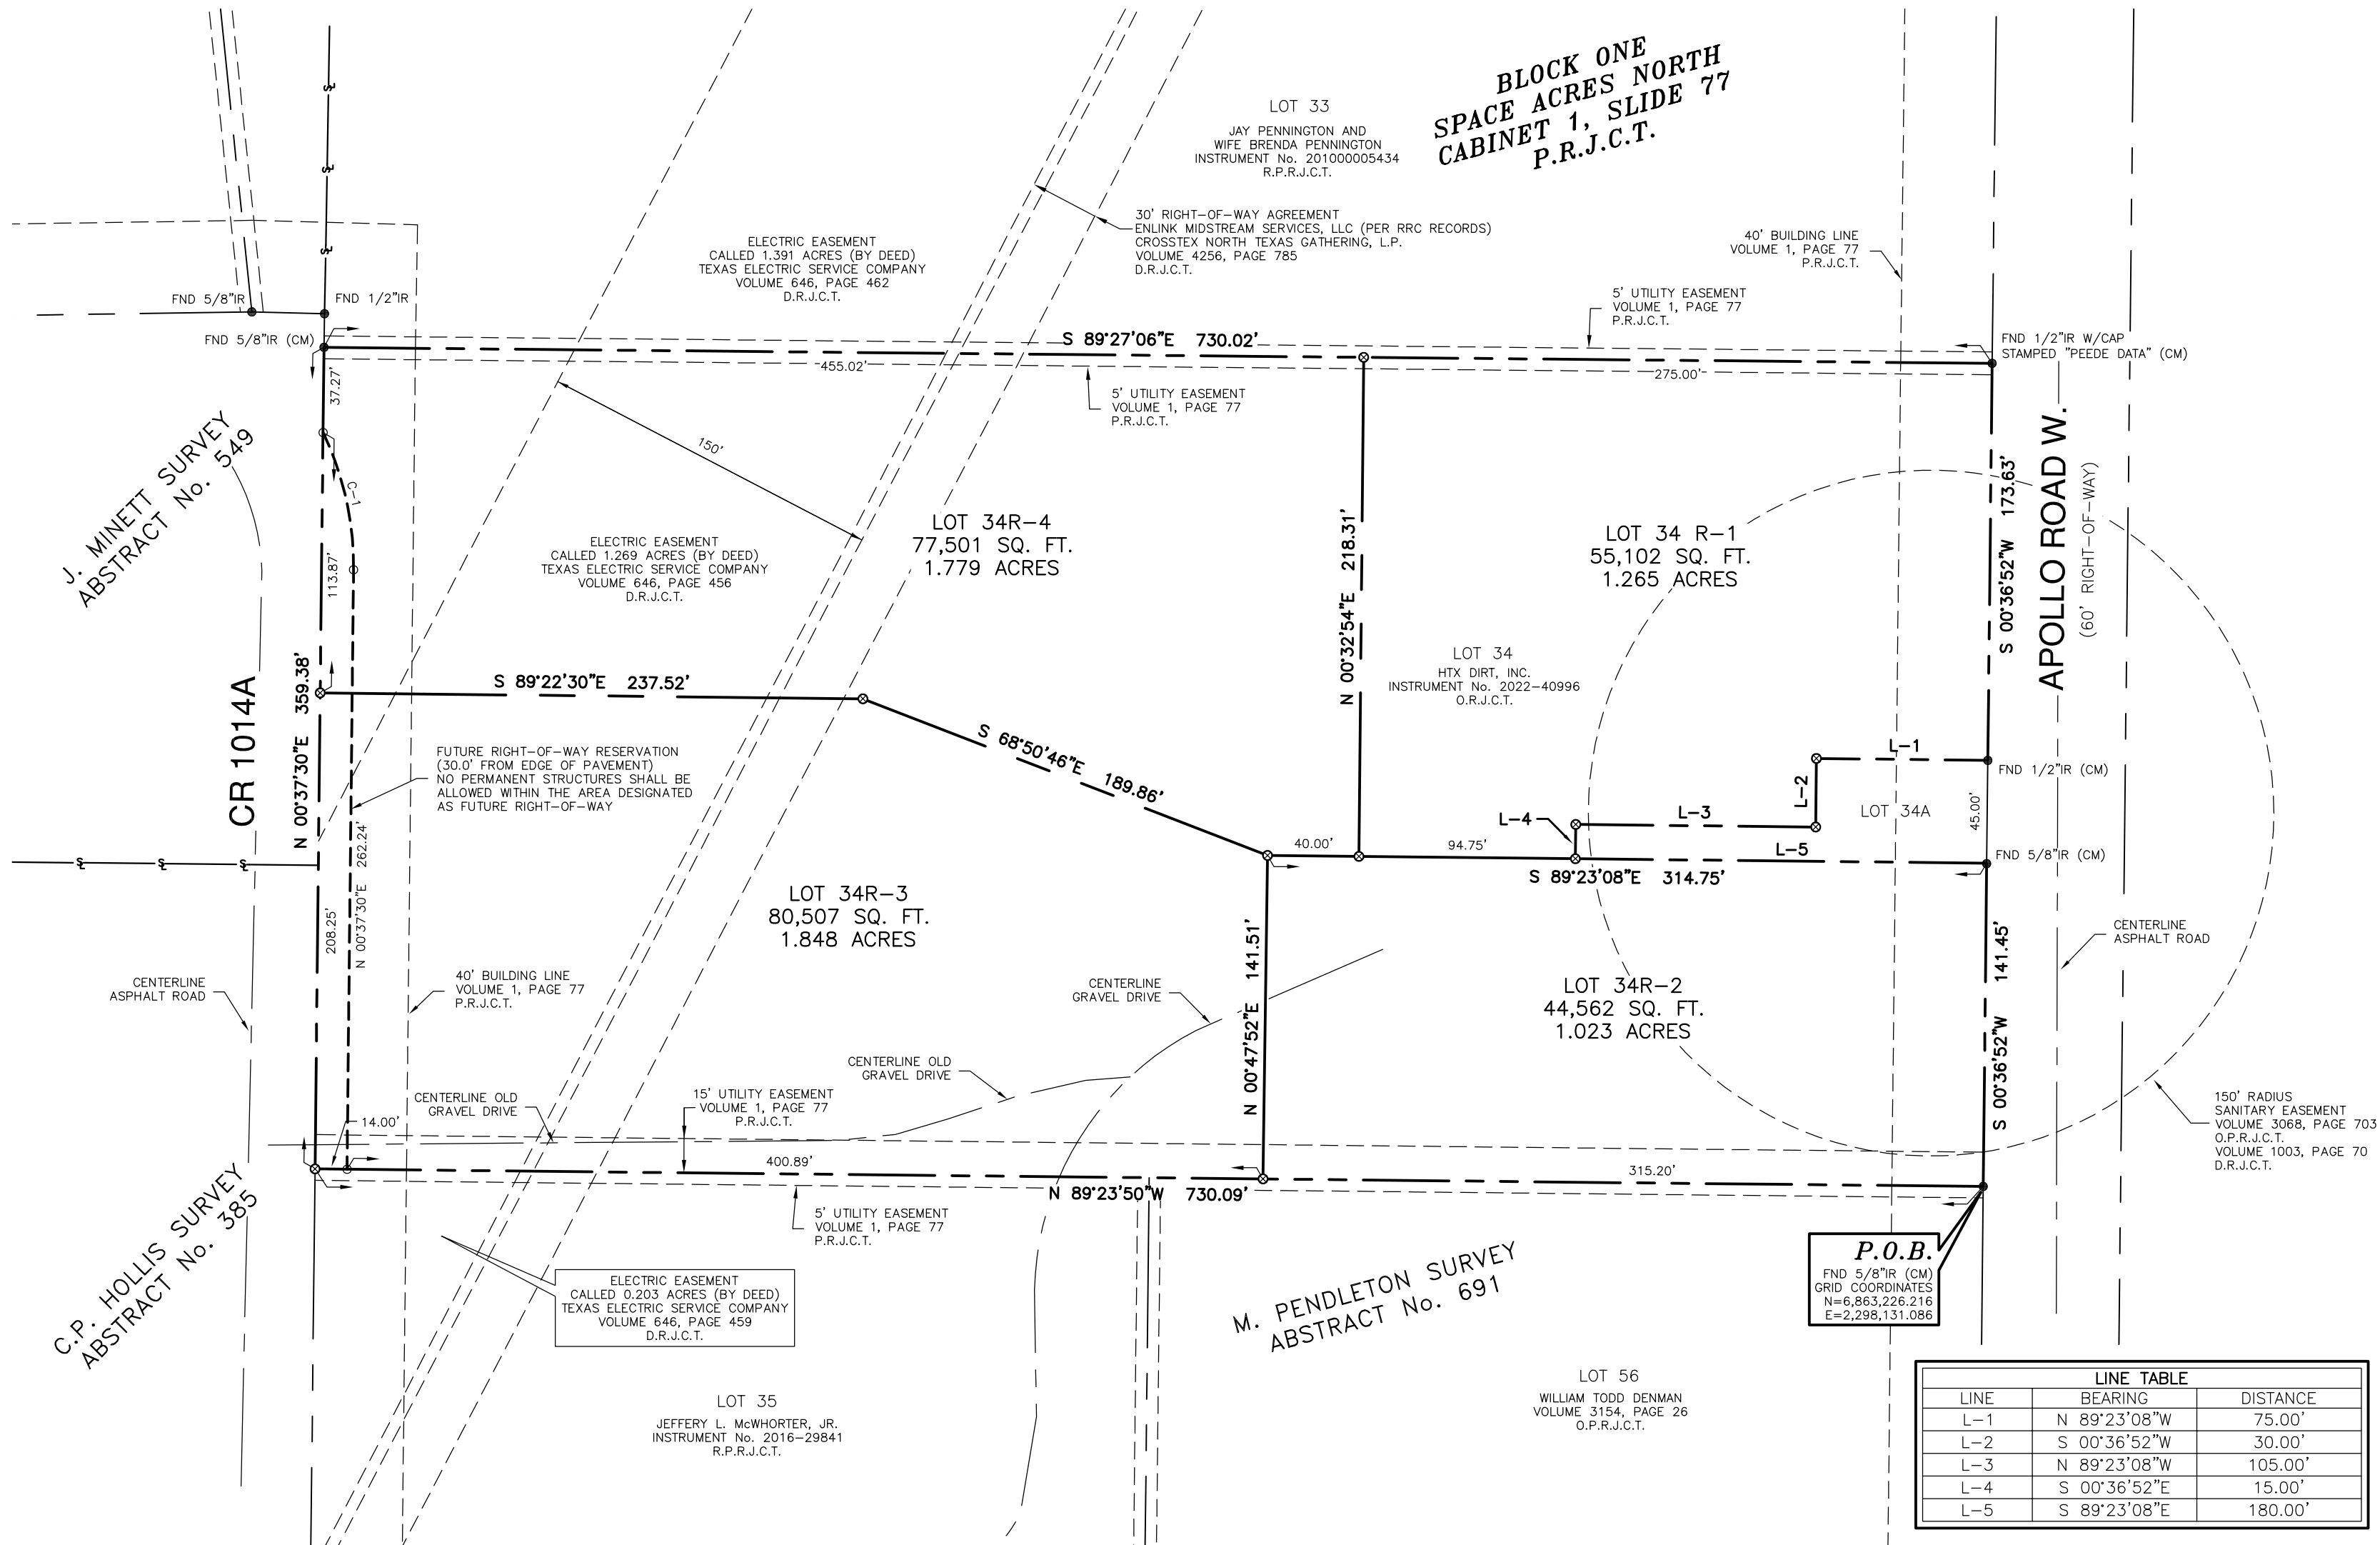 BLOCK ONE
SPACE ACRES NORTH
CABINET 1, SLIDE 77
P.R.J.C.T.
LOT 33
JAY PENNINGTON AND
WIFE BRENDA PENNINGTON
INSTRUMENT No. 201000005434
R.P.R.J.C.T.
30' RIGHT-OF-WAY AGREEMENT
ENLINK MIDSTREAM SERVICES, LLC (PER RRC RECORDS)
CROSSTEX NORTH TEXAS GATHERING, L.P.
VOLUME 4256, PAGE 785
D.R.J.C.T.
ELECTRIC EASEMENT
CALLED 1.391 ACRES (BY DEED)
TEXAS ELECTRIC SERVICE COMPANY
VOLUME 646, PAGE 462
D.R.J.C.T.
40' BUILDING LINE
VOLUME 1, PAGE 77
P.R.J.C.T.
5' UTILITY EASEMENT
VOLUME 1, PAGE 77
P.R.J.C.T.
FND 5/8"IR
FND 1/2"IR
FND 5/8"IR (CM)
S 89°27'06"E 730.02'
FND 1/2"IR W/CAP
STAMPED "PEEDE DATA" (CM)
455.02'
275.00'
5' UTILITY EASEMENT
VOLUME 1, PAGE 77
P.R.J.C.T.
37.27'
150'
C-1
113.87'
J. MINETT SURVEY
ABSTRACT No. 549
ELECTRIC EASEMENT
CALLED 1.269 ACRES (BY DEED)
TEXAS ELECTRIC SERVICE COMPANY
VOLUME 646, PAGE 456
D.R.J.C.T.
LOT 34R-4
77,501 SQ. FT.
1.779 ACRES
N 00°32'54"E 218.31'
LOT 34 R-1
55,102 SQ. FT.
1.265 ACRES
S 00°36'52"W 173.63'
APOLLO ROAD W.
(60' RIGHT-OF-WAY)
LOT 34
HTX DIRT, INC.
INSTRUMENT No. 2022-40996
O.R.J.C.T.
CR 1014A
N 00°37'30"E 359.38'
S 89°22'30"E 237.52'
S 68°50'46"E 189.86'
FUTURE RIGHT-OF-WAY RESERVATION
(30.0' FROM EDGE OF PAVEMENT)
NO PERMANENT STRUCTURES SHALL BE
ALLOWED WITHIN THE AREA DESIGNATED
AS FUTURE RIGHT-OF-WAY
L-1
FND 1/2"IR (CM)
L-2
L-3
L-4
LOT 34A
45.00'
40.00'
94.75'
L-5
FND 5/8"IR (CM)
S 89°23'08"E 314.75'
N 00°37'30"E 262.24'
208.25'
LOT 34R-3
80,507 SQ. FT.
1.848 ACRES
N 00°47'52"E 141.51'
LOT 34R-2
44,562 SQ. FT.
1.023 ACRES
S 00°36'52"W 141.45'
CENTERLINE
ASPHALT ROAD
CENTERLINE
ASPHALT ROAD
40' BUILDING LINE
VOLUME 1, PAGE 77
P.R.J.C.T.
CENTERLINE
GRAVEL DRIVE
CENTERLINE OLD
GRAVEL DRIVE
CENTERLINE OLD
GRAVEL DRIVE
15' UTILITY EASEMENT
VOLUME 1, PAGE 77
P.R.J.C.T.
150' RADIUS
SANITARY EASEMENT
VOLUME 3068, PAGE 703
O.P.R.J.C.T.
VOLUME 1003, PAGE 70
D.R.J.C.T.
14.00'
400.89'
315.20'
N 89°23'50"W 730.09'
5' UTILITY EASEMENT
VOLUME 1, PAGE 77
P.R.J.C.T.
C.P. HOLLIS SURVEY
ABSTRACT No. 385
ELECTRIC EASEMENT
CALLED 0.203 ACRES (BY DEED)
TEXAS ELECTRIC SERVICE COMPANY
VOLUME 646, PAGE 459
D.R.J.C.T.
M. PENDLETON SURVEY
ABSTRACT No. 691
P.O.B.
FND 5/8"IR (CM)
GRID COORDINATES
N=6,863,226.216
E=2,298,131.086
LOT 35
JEFFERY L. McWHORTER, JR.
INSTRUMENT No. 2016-29841
R.P.R.J.C.T.
LOT 56
WILLIAM TODD DENMAN
VOLUME 3154, PAGE 26
O.P.R.J.C.T.
LINE TABLE
LINE BEARING DISTANCE
L-1 N 89°23'08"W 75.00'
L-2 S 00°36'52"W 30.00'
L-3 N 89°23'08"W 105.00'
L-4 S 00°36'52"E 15.00'
L-5 S 89°23'08"E 180.00'